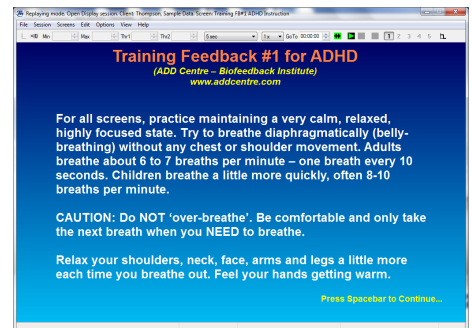 Replaying mode. Open Display session. Client: Thompson, Sample Data. Screen: Training FB#1 ADHD Instruction
File Session Screens Edit Options View Help
Min Max Thr1 Thr2 5 sec 1 x GoTo 00:00:00 1 2 3 4 5
Training Feedback #1 for ADHD
(ADD Centre – Biofeedback Institute)
www.addcentre.com
For all screens, practice maintaining a very calm, relaxed,
highly focused state. Try to breathe diaphragmatically (belly-
breathing) without any chest or shoulder movement. Adults
breathe about 6 to 7 breaths per minute – one breath every 10
seconds. Children breathe a little more quickly, often 8-10
breaths per minute.
CAUTION: Do NOT ‘over-breathe’. Be comfortable and only take
the next breath when you NEED to breathe.
Relax your shoulders, neck, face, arms and legs a little more
each time you breathe out. Feel your hands getting warm.
Press Spacebar to Continue...